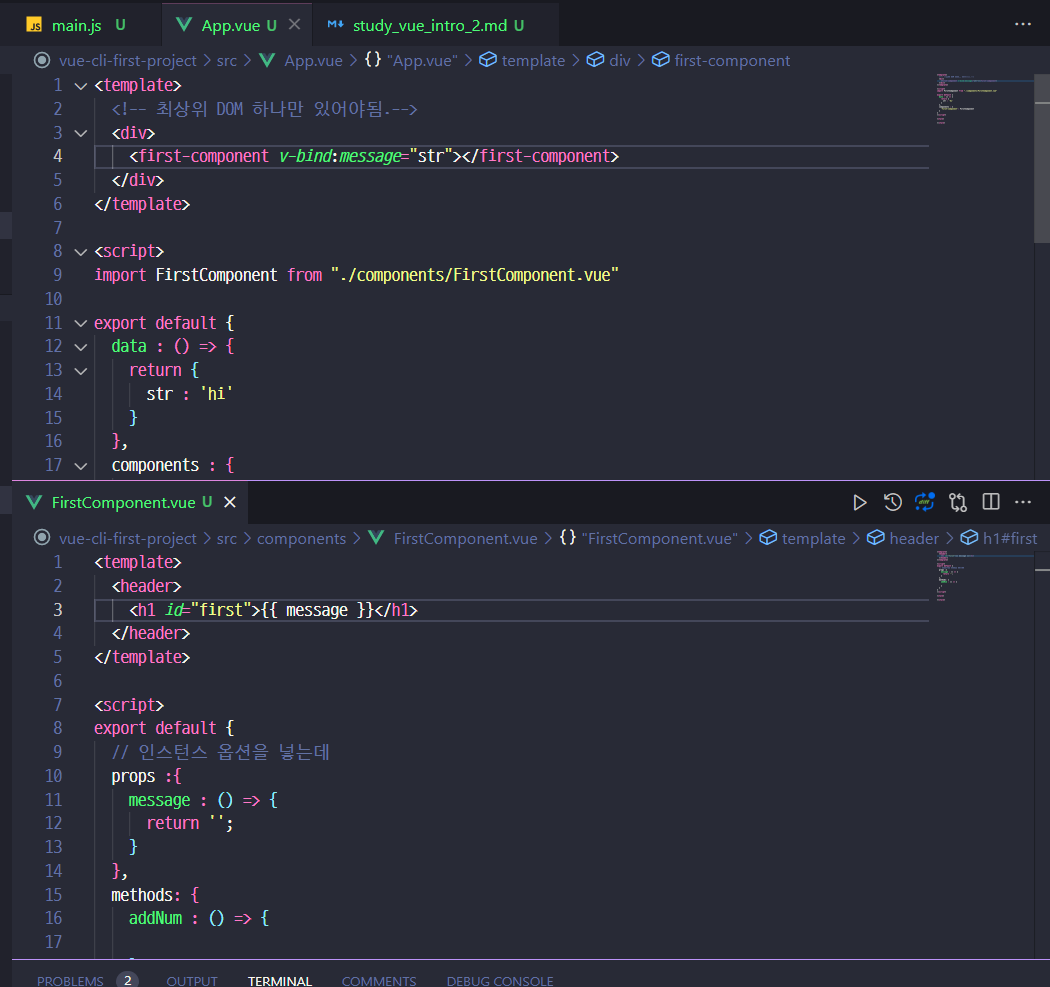 main.js U App.vue U study_vue_intro_2.md U
vue-cli-first-project > src > App.vue > {} "App.vue" > template > div > first-component
1 <template>
2 <!-- 최상위 DOM 하나만 있어야됨.-->
3 <div>
4 <first-component v-bind:message="str"></first-component>
5 </div>
6 </template>
7
8 <script>
9 import FirstComponent from "./components/FirstComponent.vue"
10
11 export default {
12 data : () => {
13 return {
14 str : 'hi'
15 }
16 },
17 components : {
FirstComponent.vue U
vue-cli-first-project > src > components > FirstComponent.vue > {} "FirstComponent.vue" > template > header > h1#first
1 <template>
2 <header>
3 <h1 id="first">{{ message }}</h1>
4 </header>
5 </template>
6
7 <script>
8 export default {
9 // 인스턴스 옵션을 넣는데
10 props :{
11 message : () => {
12 return '';
13 }
14 },
15 methods: {
16 addNum : () => {
17
PROBLEMS 2 OUTPUT TERMINAL COMMENTS DEBUG CONSOLE